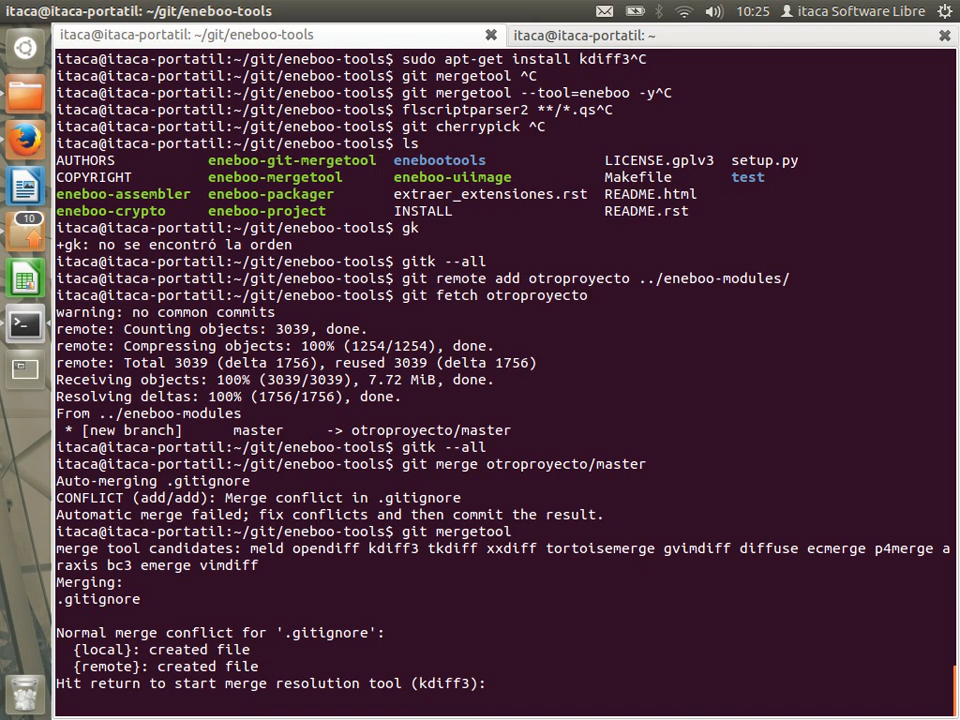 itaca@itaca-portatil: ~/git/eneboo-tools
10:25
itaca Software Libre
itaca@itaca-portatil: ~/git/eneboo-tools
itaca@itaca-portatil: ~
10
itaca@itaca-portatil:~/git/eneboo-tools$ sudo apt-get install kdiff3^C
itaca@itaca-portatil:~/git/eneboo-tools$ git mergetool ^C
itaca@itaca-portatil:~/git/eneboo-tools$ git mergetool --tool=eneboo -y^C
itaca@itaca-portatil:~/git/eneboo-tools$ flscriptparser2 **/*.qs^C
itaca@itaca-portatil:~/git/eneboo-tools$ git cherrypick ^C
itaca@itaca-portatil:~/git/eneboo-tools$ ls
AUTHORS eneboo-git-mergetool enebootools LICENSE.gplv3 setup.py
COPYRIGHT eneboo-mergetool eneboo-uiimage Makefile test
eneboo-assembler eneboo-packager extraer_extensiones.rst README.html
eneboo-crypto eneboo-project INSTALL README.rst
itaca@itaca-portatil:~/git/eneboo-tools$ gk
+gk: no se encontró la orden
itaca@itaca-portatil:~/git/eneboo-tools$ gitk --all
itaca@itaca-portatil:~/git/eneboo-tools$ git remote add otroproyecto ../eneboo-modules/
itaca@itaca-portatil:~/git/eneboo-tools$ git fetch otroproyecto
warning: no common commits
remote: Counting objects: 3039, done.
remote: Compressing objects: 100% (1254/1254), done.
remote: Total 3039 (delta 1756), reused 3039 (delta 1756)
Receiving objects: 100% (3039/3039), 7.72 MiB, done.
Resolving deltas: 100% (1756/1756), done.
From ../eneboo-modules
* [new branch] master -> otroproyecto/master
itaca@itaca-portatil:~/git/eneboo-tools$ gitk --all
itaca@itaca-portatil:~/git/eneboo-tools$ git merge otroproyecto/master
Auto-merging .gitignore
CONFLICT (add/add): Merge conflict in .gitignore
Automatic merge failed; fix conflicts and then commit the result.
itaca@itaca-portatil:~/git/eneboo-tools$ git mergetool
merge tool candidates: meld opendiff kdiff3 tkdiff xxdiff tortoisemerge gvimdiff diffuse ecmerge p4merge a
raxis bc3 emerge vimdiff
Merging:
.gitignore
Normal merge conflict for '.gitignore':
{local}: created file
{remote}: created file
Hit return to start merge resolution tool (kdiff3):